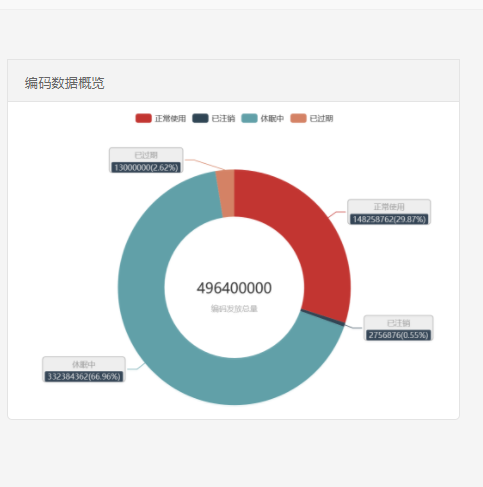 编码数据概览
正常使用 已注销 休眠中 已过期
已过期
13000000(2.62%)
正常使用
148258762(29.87%)
496400000
编码发放总量
已注销
2756876(0.55%)
休眠中
332384362(66.96%)